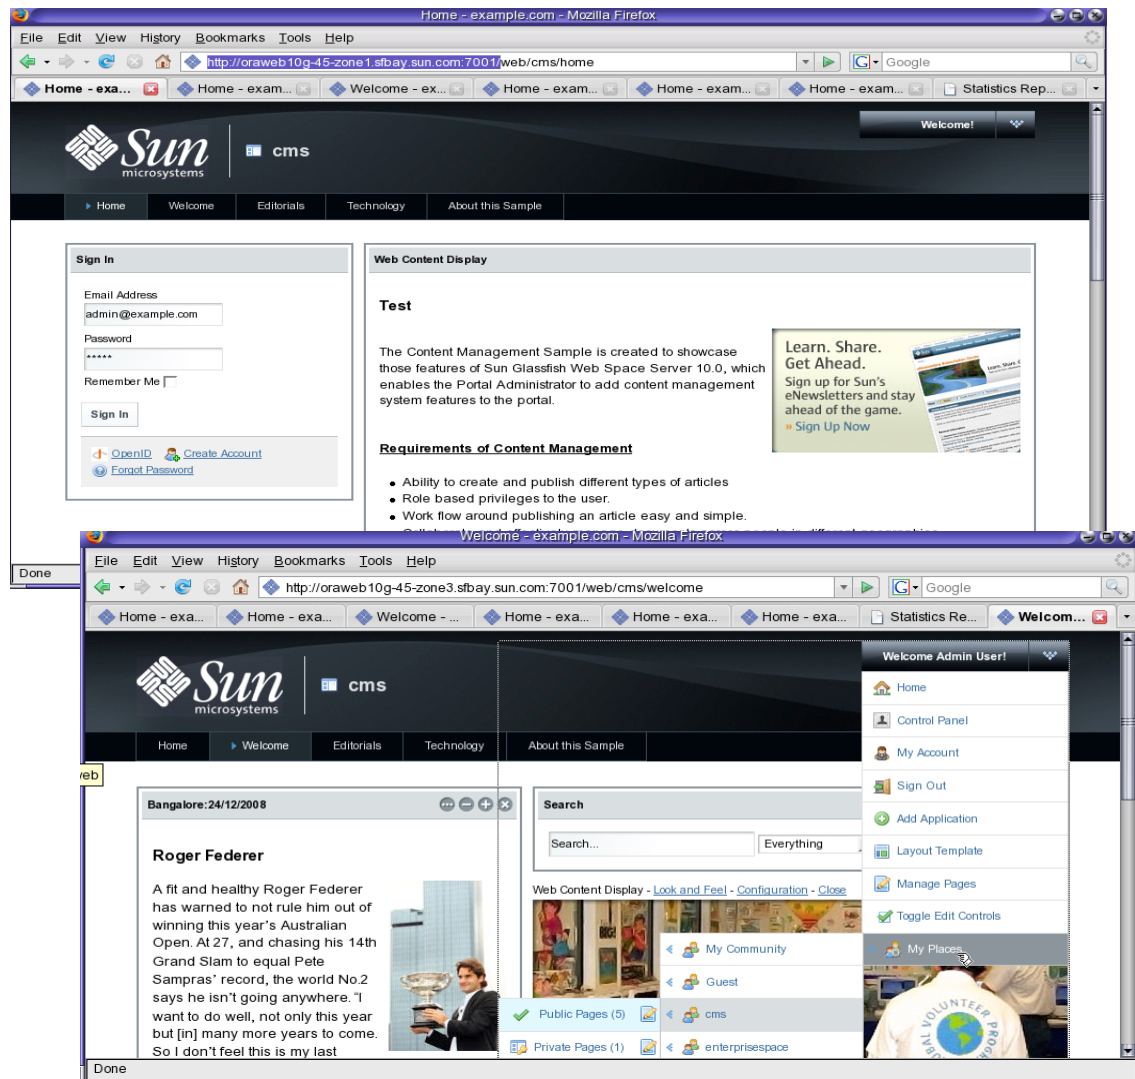 Home - example.com - Mozilla Firefox
File Edit View History Bookmarks Tools Help
http://oraweb10g-45-zone1.sfbay.sun.com:7001/web/cms/home
Google
Home - exa...
Home - exam...
Welcome - ex...
Home - exam...
Home - exam...
Home - exam...
Statistics Rep...
Sun
microsystems
cms
Welcome!
Home
Welcome
Editorials
Technology
About this Sample
Sign In
Email Address
admin@example.com
Password
*****
Remember Me
Sign In
OpenID
Create Account
Forgot Password
Web Content Display
Test
The Content Management Sample is created to showcase
those features of Sun Glassfish Web Space Server 10.0, which
enables the Portal Administrator to add content management
system features to the portal.
Learn. Share.
Get Ahead.
Sign up for Sun's
eNewsletters and stay
ahead of the game.
» Sign Up Now
Requirements of Content Management
Ability to create and publish different types of articles
Role based privileges to the user.
Work flow around publishing an article easy and simple.
Done
Welcome - example.com - Mozilla Firefox
File Edit View History Bookmarks Tools Help
http://oraweb10g-45-zone3.sfbay.sun.com:7001/web/cms/welcome
Google
Home - exa...
Home - exa...
Welcome - ...
Home - exa...
Home - exa...
Home - exa...
Statistics Re...
Welcom...
Sun
microsystems
cms
Welcome Admin User!
Home
Control Panel
My Account
Sign Out
Add Application
Layout Template
Manage Pages
Toggle Edit Controls
My Places
Home
Welcome
Editorials
Technology
About this Sample
Bangalore:24/12/2008
Roger Federer
A fit and healthy Roger Federer
has warned to not rule him out of
winning this year's Australian
Open. At 27, and chasing his 14th
Grand Slam to equal Pete
Sampras' record, the world No.2
says he isn't going anywhere. "I
want to do well, not only this year
but [in] many more years to come.
So I don't feel this is my last
Search
Search...
Everything
Web Content Display - Look and Feel - Configuration - Close
My Community
Guest
cms
enterprisespace
Public Pages (5)
Private Pages (1)
VOLUNTEER
Done